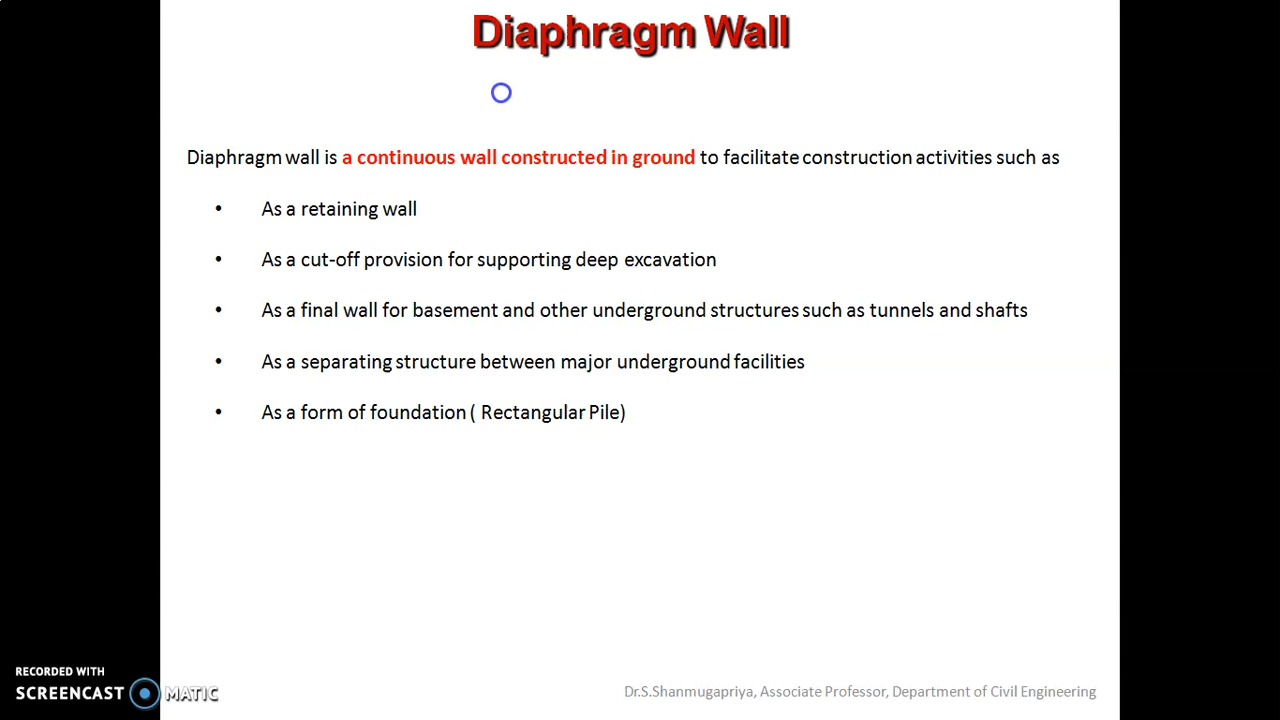 Diaphragm Wall
Diaphragm wall is a continuous wall constructed in ground to facilitate construction activities such as
• As a retaining wall
• As a cut-off provision for supporting deep excavation
• As a final wall for basement and other underground structures such as tunnels and shafts
• As a separating structure between major underground facilities
• As a form of foundation ( Rectangular Pile)
RECORDED WITH
SCREENCAST MATIC
Dr.S.Shanmugapriya, Associate Professor, Department of Civil Engineering